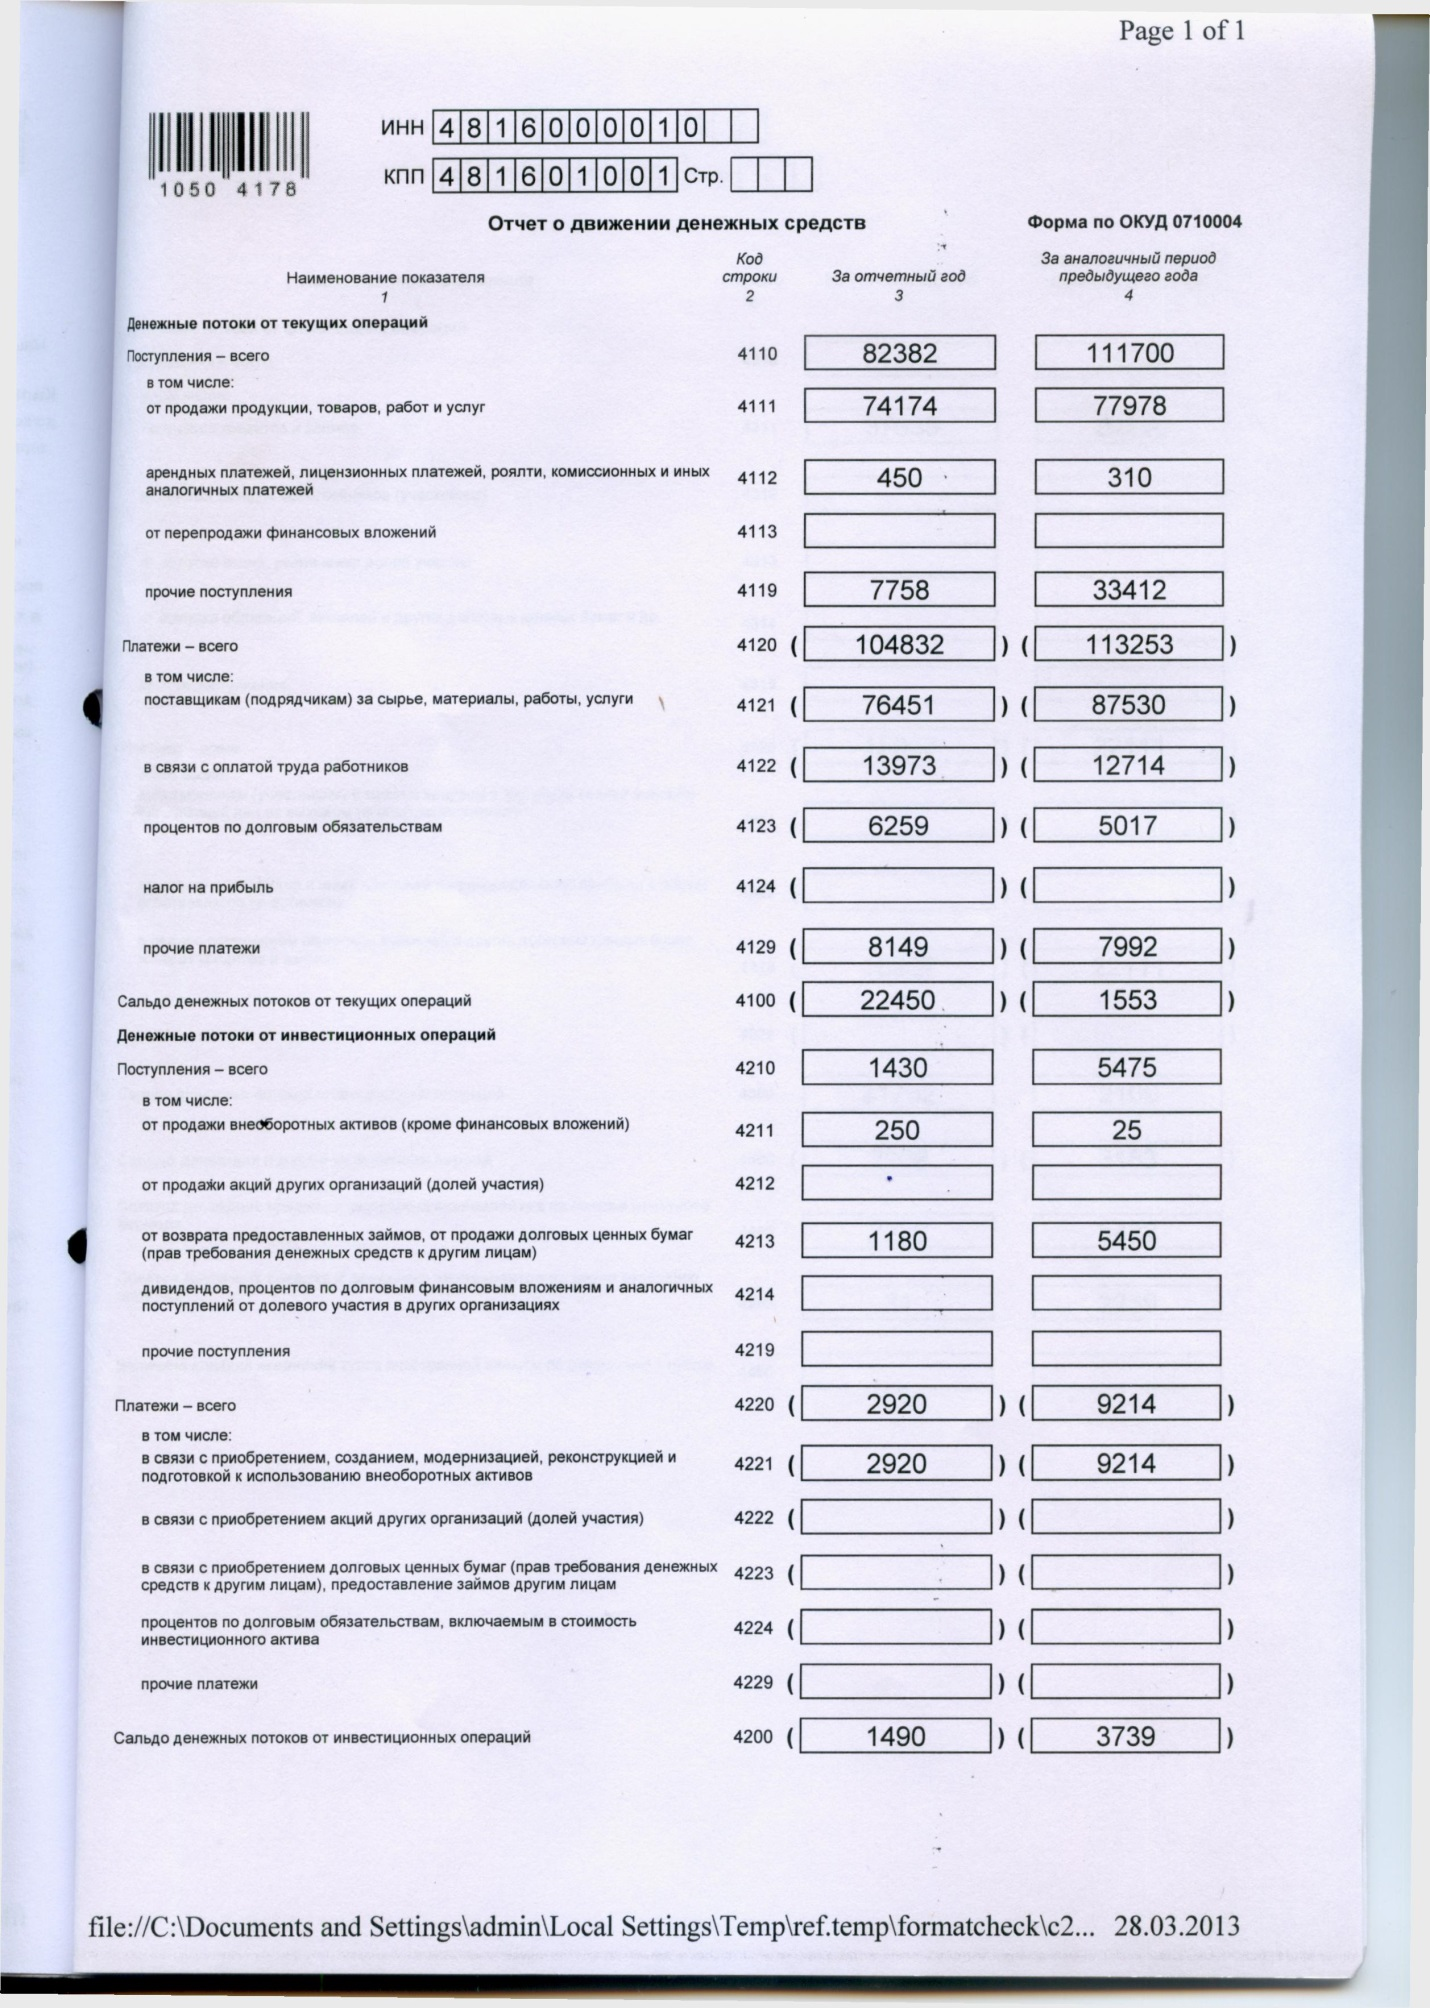 Page 1 of 1
ИНН 4816000010
1050 4178
КПП 481601001 Стр.
Отчет о движении денежных средств Форма по ОКУД 0710004
Наименование показателя Код строки За отчетный год За аналогичный период предыдущего года
1 2 3 4
Денежные потоки от текущих операций
Поступления – всего 4110 82382 111700
в том числе:
от продажи продукции, товаров, работ и услуг 4111 74174 77978
арендных платежей, лицензионных платежей, роялти, комиссионных и иных
аналогичных платежей 4112 450 310
от перепродажи финансовых вложений 4113
прочие поступления 4119 7758 33412
Платежи – всего 4120 ( 104832 ) ( 113253 )
в том числе:
поставщикам (подрядчикам) за сырье, материалы, работы, услуги 4121 ( 76451 ) ( 87530 )
в связи с оплатой труда работников 4122 ( 13973 ) ( 12714 )
процентов по долговым обязательствам 4123 ( 6259 ) ( 5017 )
налог на прибыль 4124 ( ) ( )
прочие платежи 4129 ( 8149 ) ( 7992 )
Сальдо денежных потоков от текущих операций 4100 ( 22450 ) ( 1553 )
Денежные потоки от инвестиционных операций
Поступления – всего 4210 1430 5475
в том числе:
от продажи внеоборотных активов (кроме финансовых вложений) 4211 250 25
от продажи акций других организаций (долей участия) 4212
от возврата предоставленных займов, от продажи долговых ценных бумаг
(прав требования денежных средств к другим лицам) 4213 1180 5450
дивидендов, процентов по долговым финансовым вложениям и аналогичных
поступлений от долевого участия в других организациях 4214
прочие поступления 4219
Платежи – всего 4220 ( 2920 ) ( 9214 )
в том числе:
в связи с приобретением, созданием, модернизацией, реконструкцией и
подготовкой к использованию внеоборотных активов 4221 ( 2920 ) ( 9214 )
в связи с приобретением акций других организаций (долей участия) 4222 ( ) ( )
в связи с приобретением долговых ценных бумаг (прав требования денежных
средств к другим лицам), предоставление займов другим лицам 4223 ( ) ( )
процентов по долговым обязательствам, включаемым в стоимость
инвестиционного актива 4224 ( ) ( )
прочие платежи 4229 ( ) ( )
Сальдо денежных потоков от инвестиционных операций 4200 ( 1490 ) ( 3739 )
file://C:\Documents and Settings\admin\Local Settings\Temp\ref.temp\formatcheck\c2... 28.03.2013